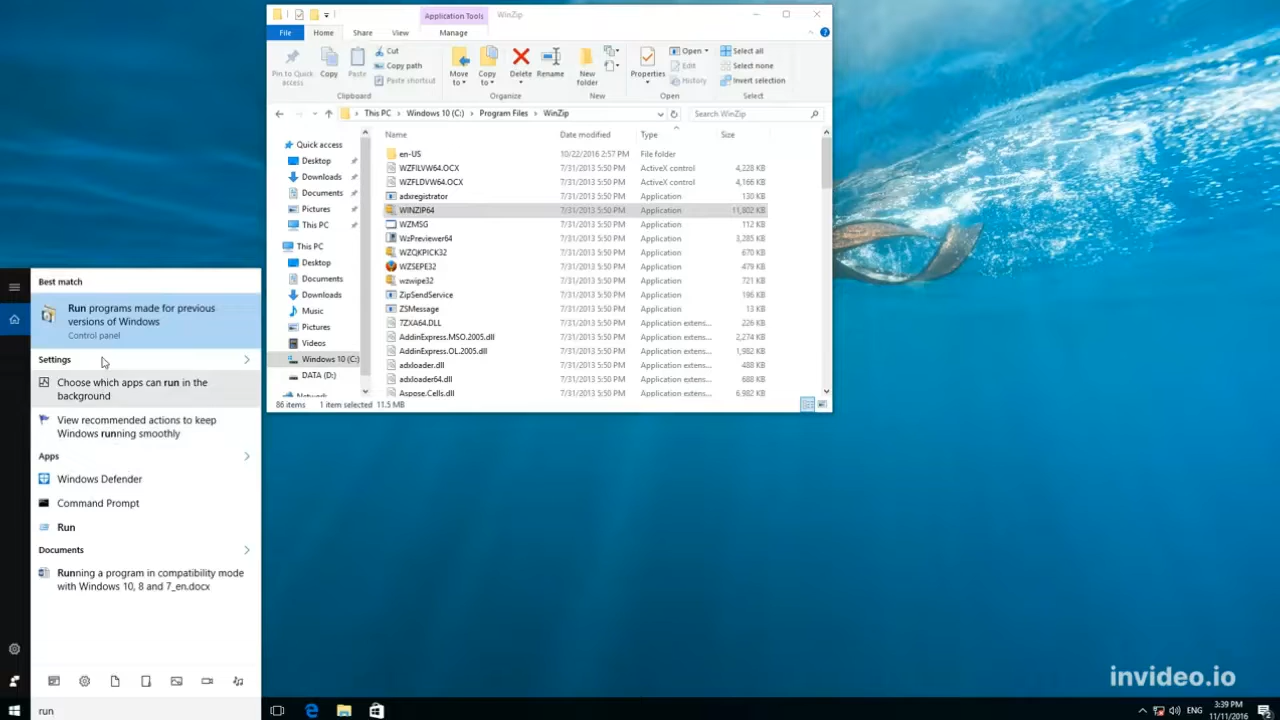 Application Tools
WinZip
File
Home
Share
View
Manage
Pin to Quick access
Copy
Paste
Cut
Copy path
Paste shortcut
Clipboard
Move to
Copy to
Delete
Rename
Organize
New folder
New
Properties
Open
Edit
History
Open
Select all
Select none
Invert selection
Select
This PC > Windows 10 (C:) > Program Files > WinZip
Search WinZip
Quick access
Desktop
Downloads
Documents
Pictures
This PC
This PC
Desktop
Documents
Downloads
Music
Pictures
Videos
Windows 10 (C:)
DATA (D:)
Network
Name Date modified Type Size
en-US 10/22/2016 2:57 PM File folder
WZFILVW64.OCX 7/31/2013 5:50 PM ActiveX control 4,228 KB
WZFLDVW64.OCX 7/31/2013 5:50 PM ActiveX control 4,166 KB
adxregistrator 7/31/2013 5:50 PM Application 130 KB
WINZIP64 7/31/2013 5:50 PM Application 11,802 KB
WZMSG 7/31/2013 5:50 PM Application 112 KB
WzPreviewer64 7/31/2013 5:50 PM Application 3,285 KB
WZQKPICK32 7/31/2013 5:50 PM Application 670 KB
WZSEPE32 7/31/2013 5:50 PM Application 479 KB
wzwipe32 7/31/2013 5:50 PM Application 721 KB
ZipSendService 7/31/2013 5:50 PM Application 196 KB
ZSMessage 7/31/2013 5:50 PM Application 13 KB
7ZXA64.DLL 7/31/2013 5:50 PM Application extens... 226 KB
AddinExpress.MSO.2005.dll 7/31/2013 5:50 PM Application extens... 2,274 KB
AddinExpress.OL.2005.dll 7/31/2013 5:50 PM Application extens... 1,982 KB
adxloader.dll 7/31/2013 5:50 PM Application extens... 488 KB
adxloader64.dll 7/31/2013 5:50 PM Application extens... 688 KB
Aspose.Cells.dll 7/31/2013 5:50 PM Application extens... 6,982 KB
86 items 1 item selected 11.5 MB
Best match
Run programs made for previous
versions of Windows
Control panel
Settings
Choose which apps can run in the
background
View recommended actions to keep
Windows running smoothly
Apps
Windows Defender
Command Prompt
Run
Documents
Running a program in compatibility mode
with Windows 10, 8 and 7_en.docx
run
invideo.io
ENG
3:39 PM
11/11/2016